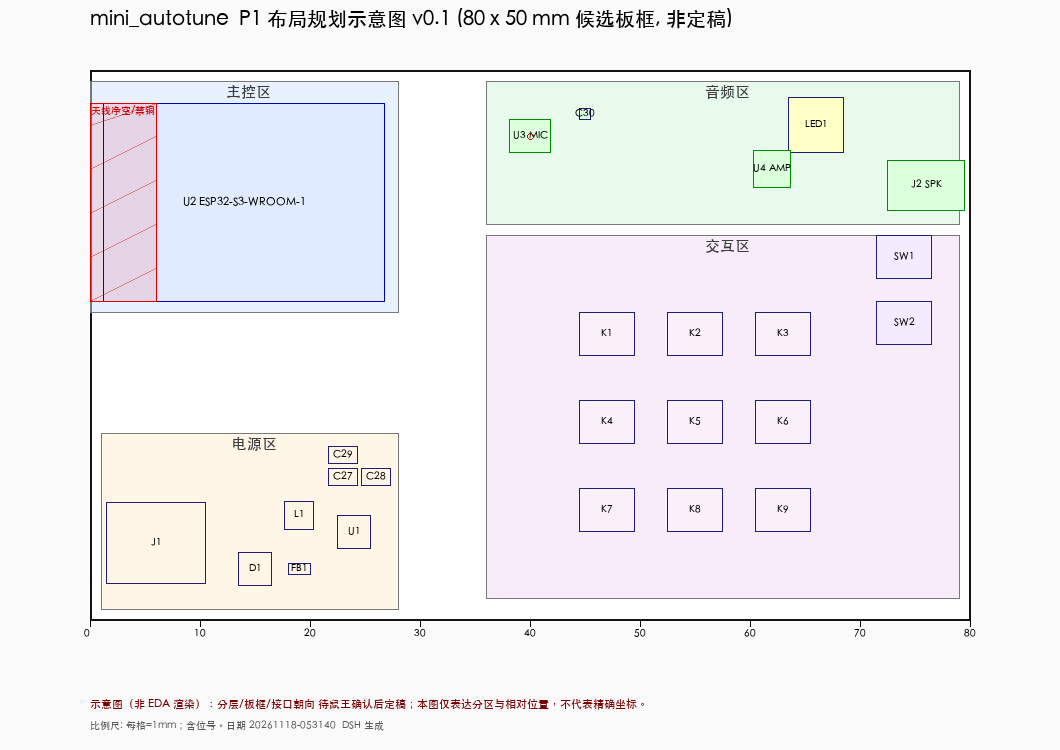 mini_autotune P1 布局规划示意图 v0.1 (80 x 50 mm 候选板框, 非定稿)
主控区
音频区
天线净空/禁铜
C30
LED1
U3 MIC
U4 AMP
J2 SPK
U2 ESP32-S3-WROOM-1
交互区
SW1
SW2
K1 K2 K3
K4 K5 K6
电源区
C29
C27 C28
K7 K8 K9
L1
U1
J1
D1 FB1
0 10 20 30 40 50 60 70 80
示意图（非 EDA 渲染）：分层/板框/接口朝向 待鼠王确认后定稿；本图仅表达分区与相对位置，不代表精确坐标。
比例尺: 每格=1mm；含位号。日期 20261118-053140 DSH 生成